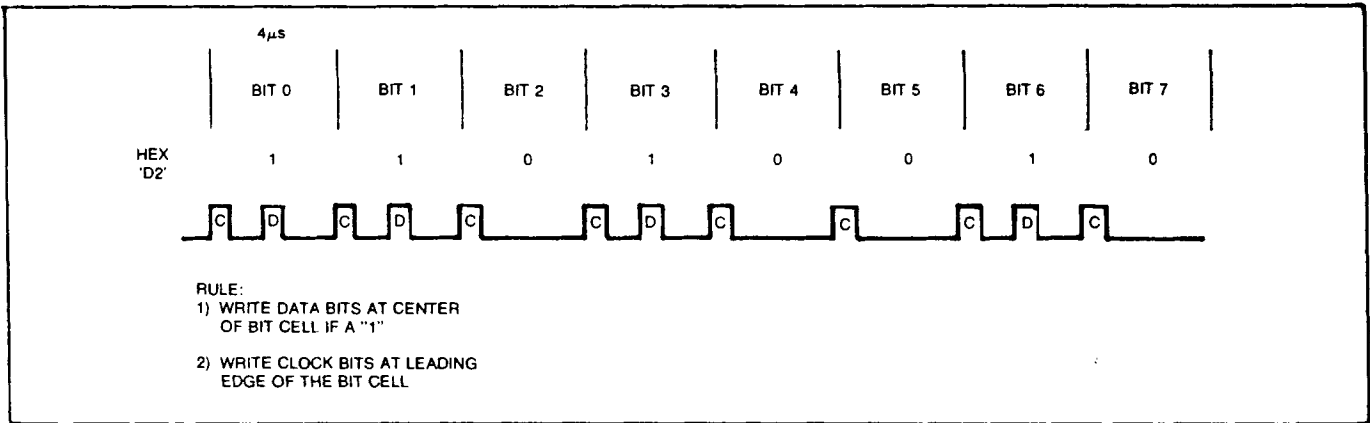 4μs
BIT 0 BIT 1 BIT 2 BIT 3 BIT 4 BIT 5 BIT 6 BIT 7
HEX
'D2'
1 1 0 1 0 0 1 0
C D C D C C D C C C D C
RULE:
1) WRITE DATA BITS AT CENTER
OF BIT CELL IF A "1"
2) WRITE CLOCK BITS AT LEADING
EDGE OF THE BIT CELL